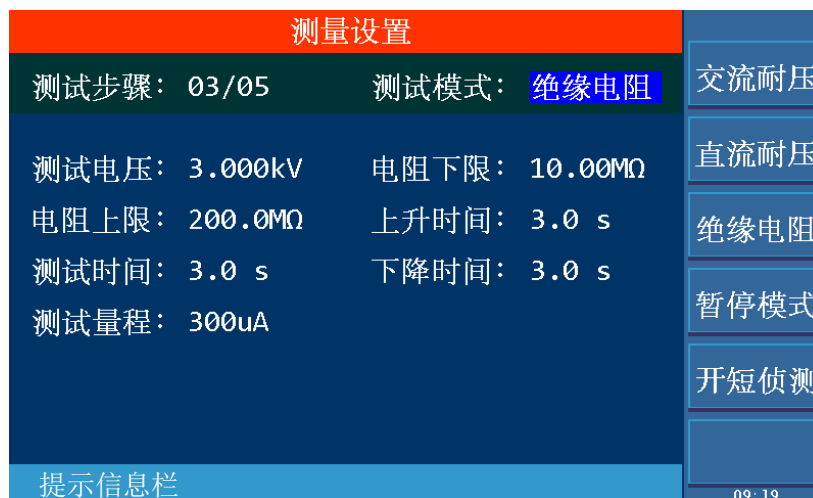 测量设置
测试步骤： 03/05 测试模式： 绝缘电阻
测试电压： 3.000kV 电阻下限： 10.00MΩ
电阻上限： 200.0MΩ 上升时间： 3.0 s
测试时间： 3.0 s 下降时间： 3.0 s
测试量程： 300uA
提示信息栏
交流耐压
直流耐压
绝缘电阻
暂停模式
开短侦测
09:19